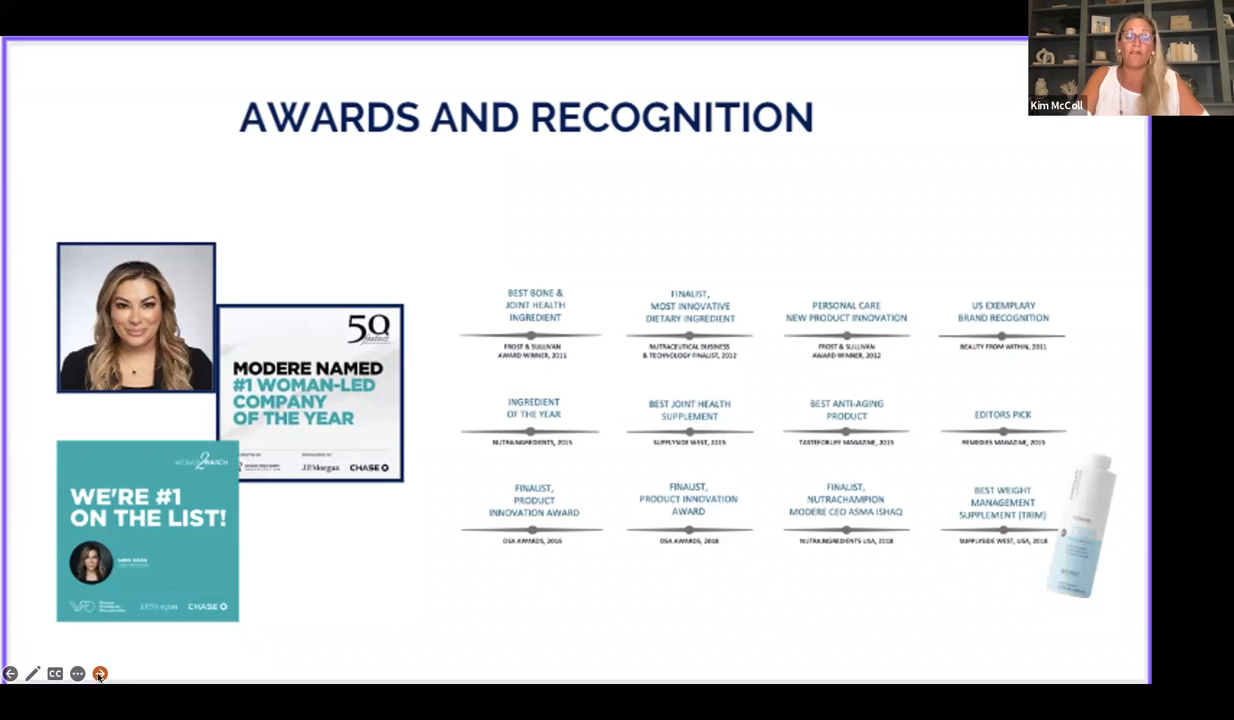 Kim McColl
AWARDS AND RECOGNITION
50
MODERE NAMED
#1 WOMAN-LED
COMPANY
OF THE YEAR
J.P.Morgan
CHASE
WE'RE #1
ON THE LIST!
CHASE
BEST BONE &
JOINT HEALTH
INGREDIENT
FROST & SULLIVAN
AWARD WINNER, 2011
FINALIST,
MOST INNOVATIVE
DIETARY INGREDIENT
NUTRACEUTICAL BUSINESS
& TECHNOLOGY FINALIST, 2012
PERSONAL CARE
NEW PRODUCT INNOVATION
FROST & SULLIVAN
AWARD WINNER, 2012
US EXEMPLARY
BRAND RECOGNITION
BEAUTY FROM WITHIN, 2011
INGREDIENT
OF THE YEAR
NUTRAINGREDIENTS, 2015
BEST JOINT HEALTH
SUPPLEMENT
SUPPLYSIDE WEST, 2015
BEST ANTI-AGING
PRODUCT
TASTEFORLIFE MAGAZINE, 2015
EDITORS PICK
REMEDIES MAGAZINE, 2015
FINALIST,
PRODUCT
INNOVATION AWARD
DSA AWARDS, 2016
FINALIST,
PRODUCT INNOVATION
AWARD
DSA AWARDS, 2018
FINALIST,
NUTRACHAMPION
MODERE CEO ASMA ISHAQ
NUTRAINGREDIENTS USA, 2018
BEST WEIGHT
MANAGEMENT
SUPPLEMENT (TRIM)
SUPPLYSIDE WEST, USA, 2018
TRIM
CC